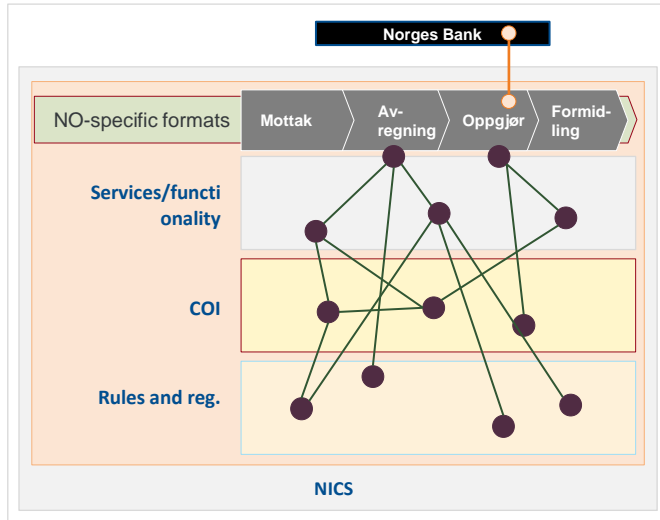 Norges Bank
NO-specific formats
Mottak
Av-
regning
Oppgjør
Formid-
ling
Services/functi
onality
COI
Rules and reg.
NICS